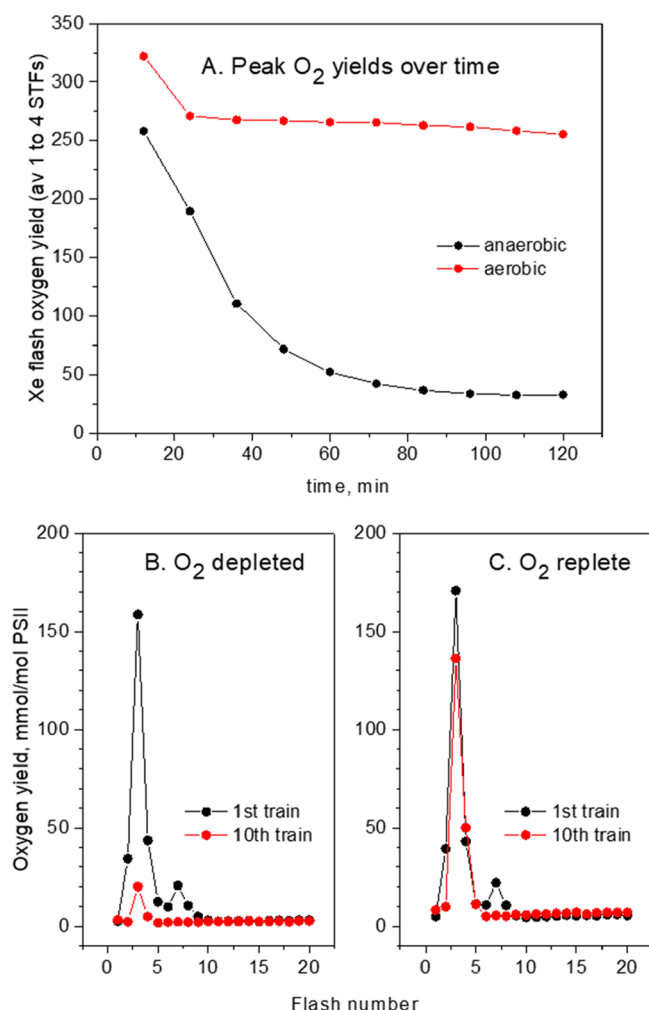 A. Peak O2 yields over time
Xe flash oxygen yield (av 1 to 4 STFs)
350
300
250
200
150
100
50
0
anaerobic
aerobic
0 20 40 60 80 100 120
time, min
B. O2 depleted
C. O2 replete
Oxygen yield, mmol/mol PSII
200
150
100
50
0
1st train
10th train
0 5 10 15 20
200
150
100
50
0
1st train
10th train
0 5 10 15 20
Flash number